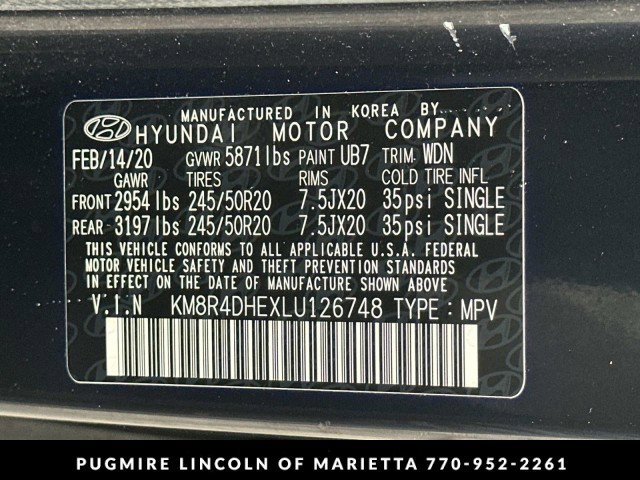 MANUFACTURED IN KOREA BY
HYUNDAI MOTOR COMPANY
FEB/14/20 GVWR 5871lbs PAINT UB7 TRIM WDN
GAWR TIRES RIMS COLD TIRE INFL
FRONT 2954 lbs 245/50R20 7.5JX20 35psi SINGLE
REAR 3197 lbs 245/50R20 7.5JX20 35psi SINGLE
THIS VEHICLE CONFORMS TO ALL APPLICABLE U.S.A. FEDERAL
MOTOR VEHICLE SAFETY AND THEFT PREVENTION STANDARDS
IN EFFECT ON THE DATE OF MANUFACTURE SHOWN ABOVE
V.I.N KM8R4DHEXLU126748 TYPE : MPV
PUGMIRE LINCOLN OF MARIETTA 770-952-2261